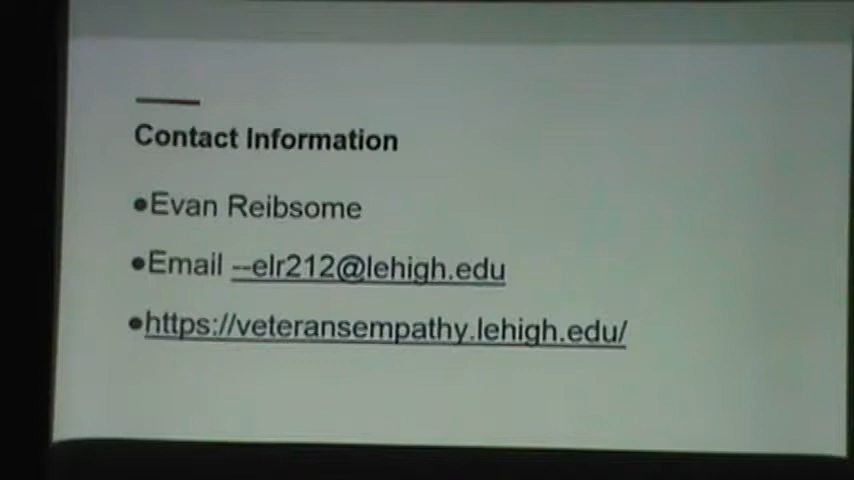 Contact Information
●Evan Reibsome
●Email --elr212@lehigh.edu
●https://veteransempathy.lehigh.edu/